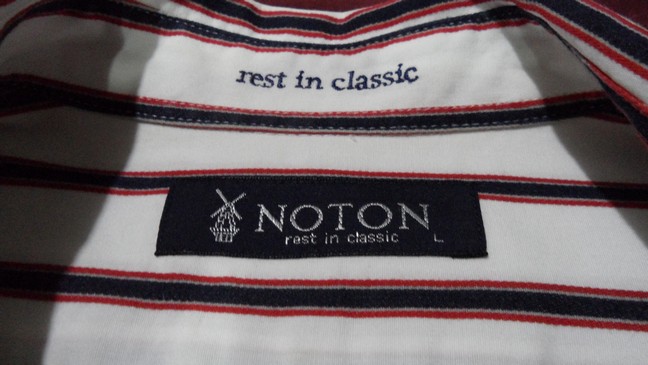 rest in classic
NOTON
rest in classic L